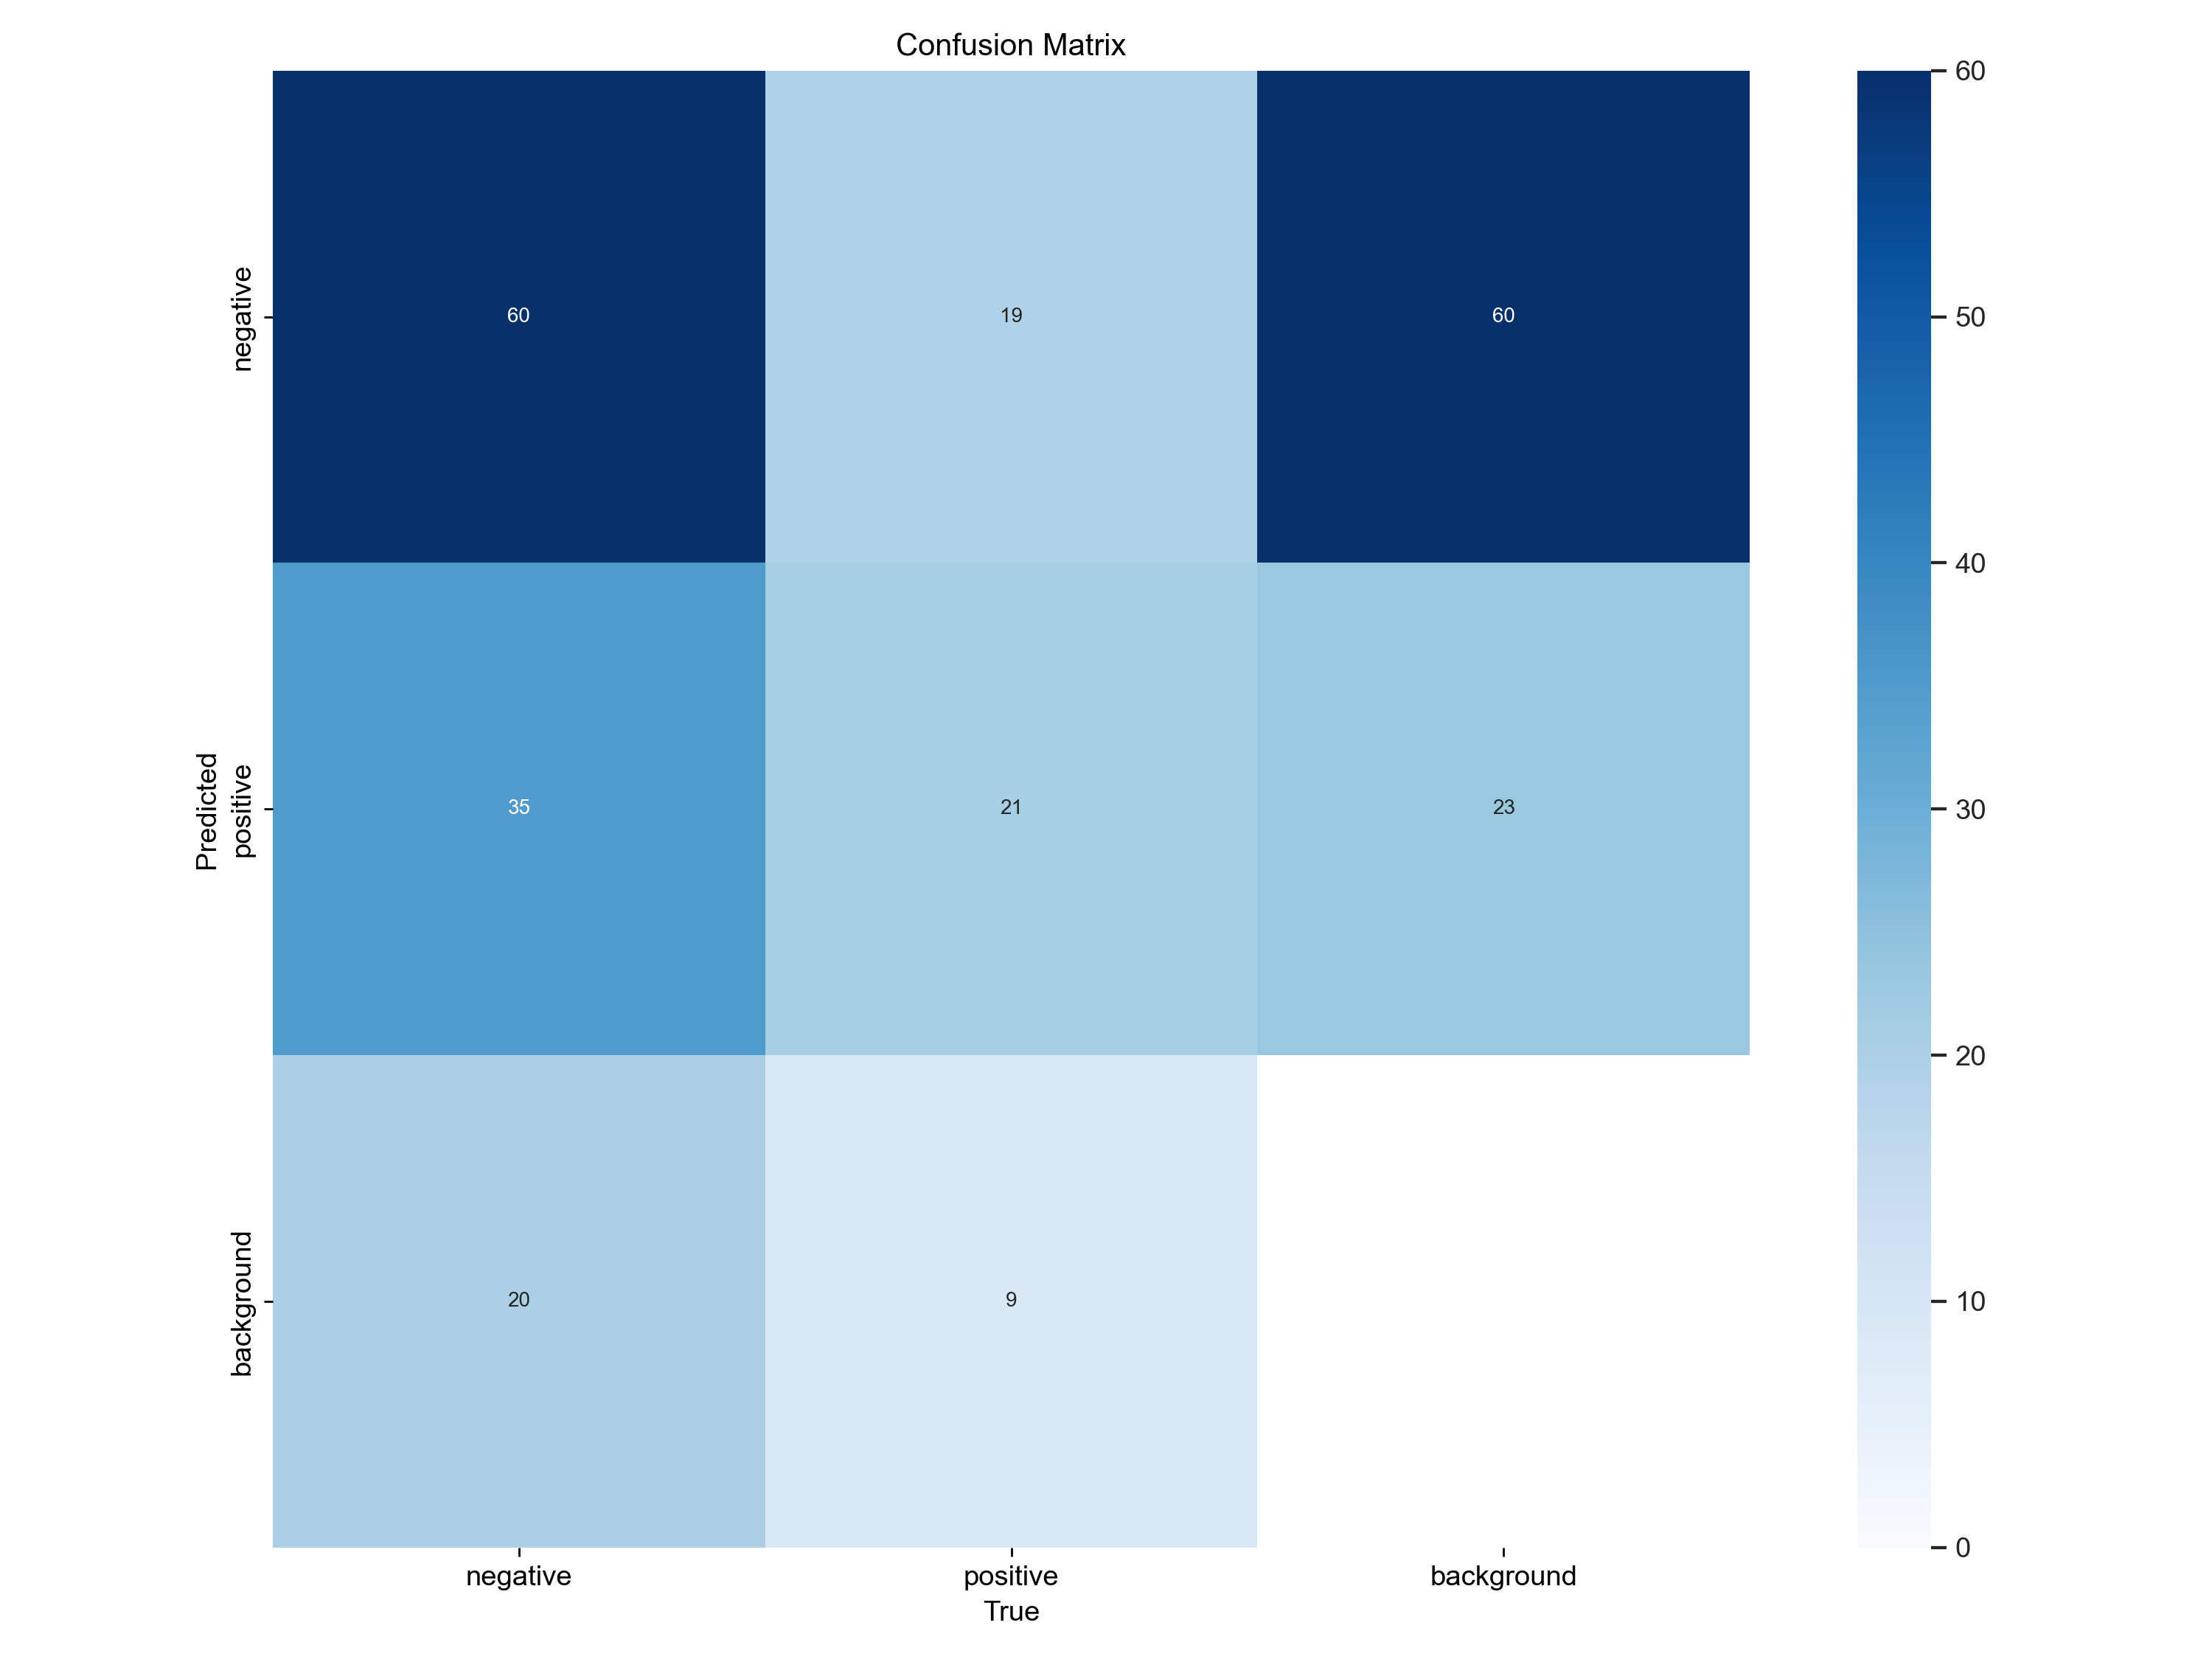 Confusion Matrix
60
50
40
30
20
10
0
negative
60
19
60
Predicted
positive
35
21
23
background
20
9
negative
positive
background
True